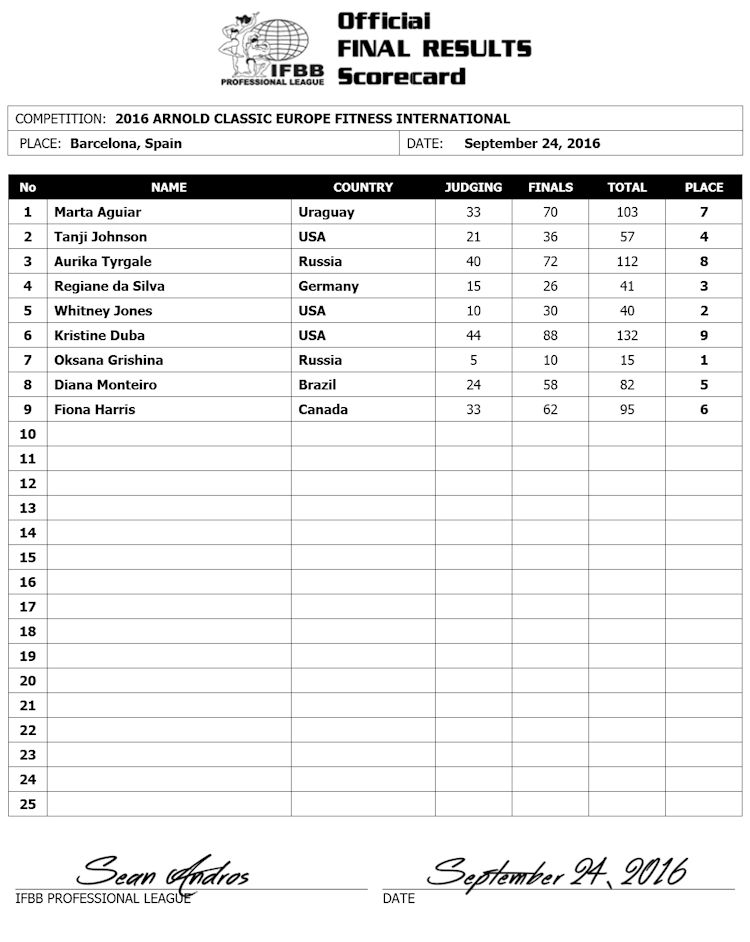 Official
FINAL RESULTS
Scorecard
IFBB
PROFESSIONAL LEAGUE
COMPETITION: 2016 ARNOLD CLASSIC EUROPE FITNESS INTERNATIONAL
PLACE: Barcelona, Spain DATE: September 24, 2016
No NAME COUNTRY JUDGING FINALS TOTAL PLACE
1 Marta Aguiar Uraguay 33 70 103 7
2 Tanji Johnson USA 21 36 57 4
3 Aurika Tyrgale Russia 40 72 112 8
4 Regiane da Silva Germany 15 26 41 3
5 Whitney Jones USA 10 30 40 2
6 Kristine Duba USA 44 88 132 9
7 Oksana Grishina Russia 5 10 15 1
8 Diana Monteiro Brazil 24 58 82 5
9 Fiona Harris Canada 33 62 95 6
10
11
12
13
14
15
16
17
18
19
20
21
22
23
24
25
Sean Andros September 24, 2016
IFBB PROFESSIONAL LEAGUE DATE